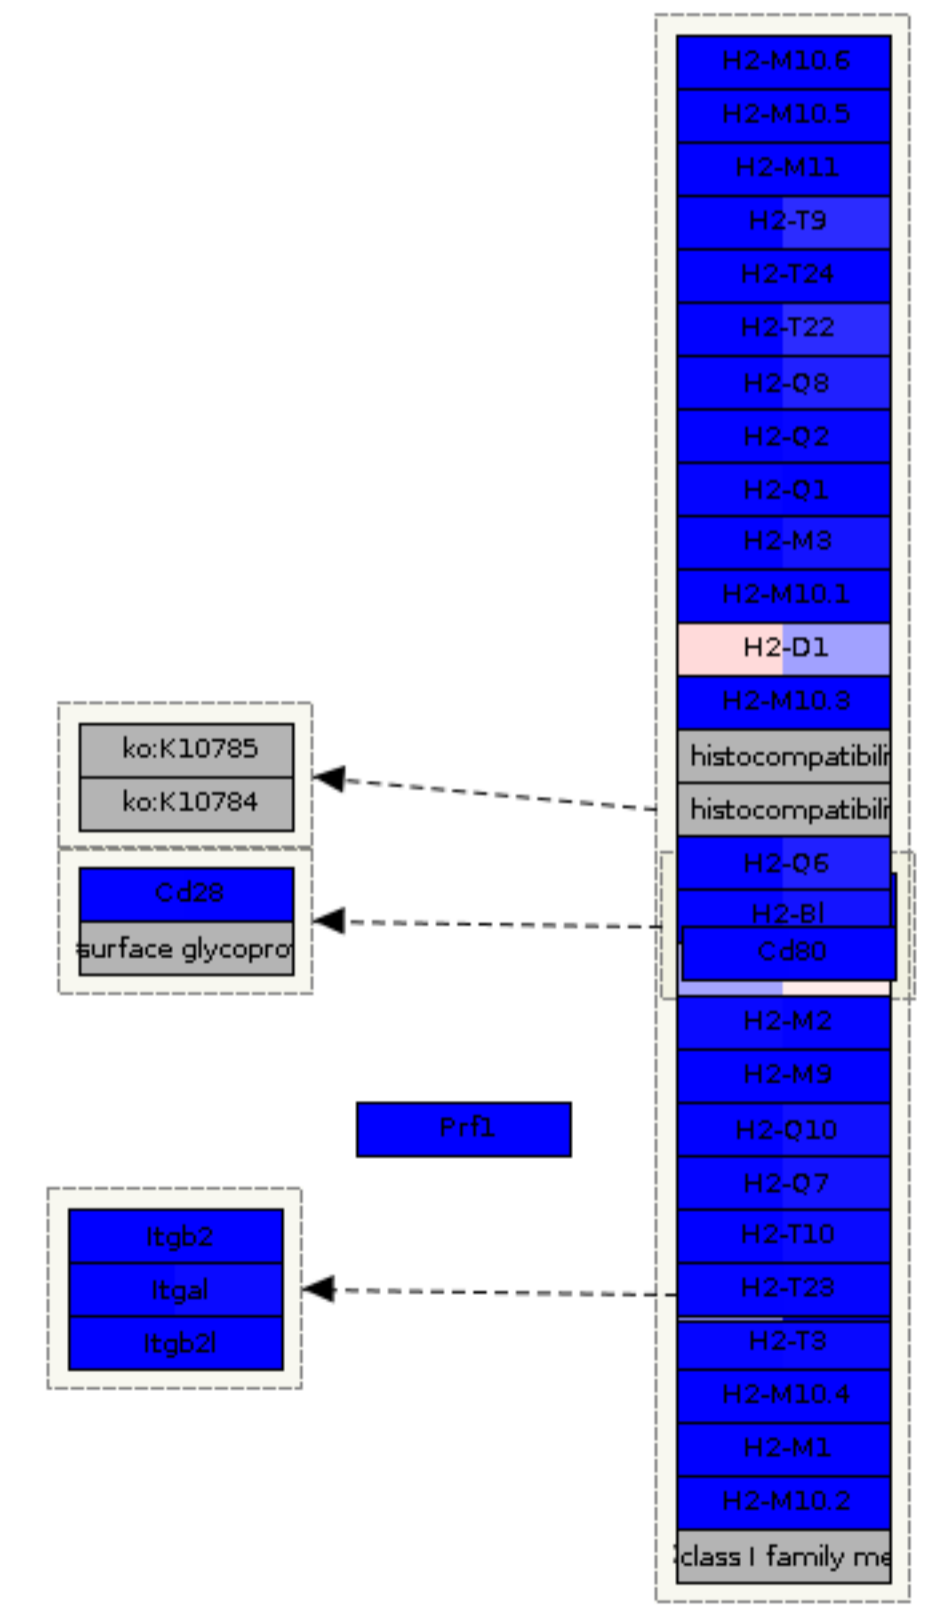 H2-M10.6
H2-M10.5
H2-M11
H2-T9
H2-T24
H2-T22
H2-Q8
H2-Q2
H2-Q1
H2-M3
H2-M10.1
H2-D1
H2-M10.3
histocompatibili
histocompatibili
H2-Q6
H2-Bl
Cd80
H2-M2
H2-M9
H2-Q10
H2-Q7
H2-T10
H2-T23
H2-T3
H2-M10.4
H2-M1
H2-M10.2
class I family me
ko:K10785
ko:K10784
Cd28
surface glycopro
Prf1
Itgb2
Itgal
Itgb2l